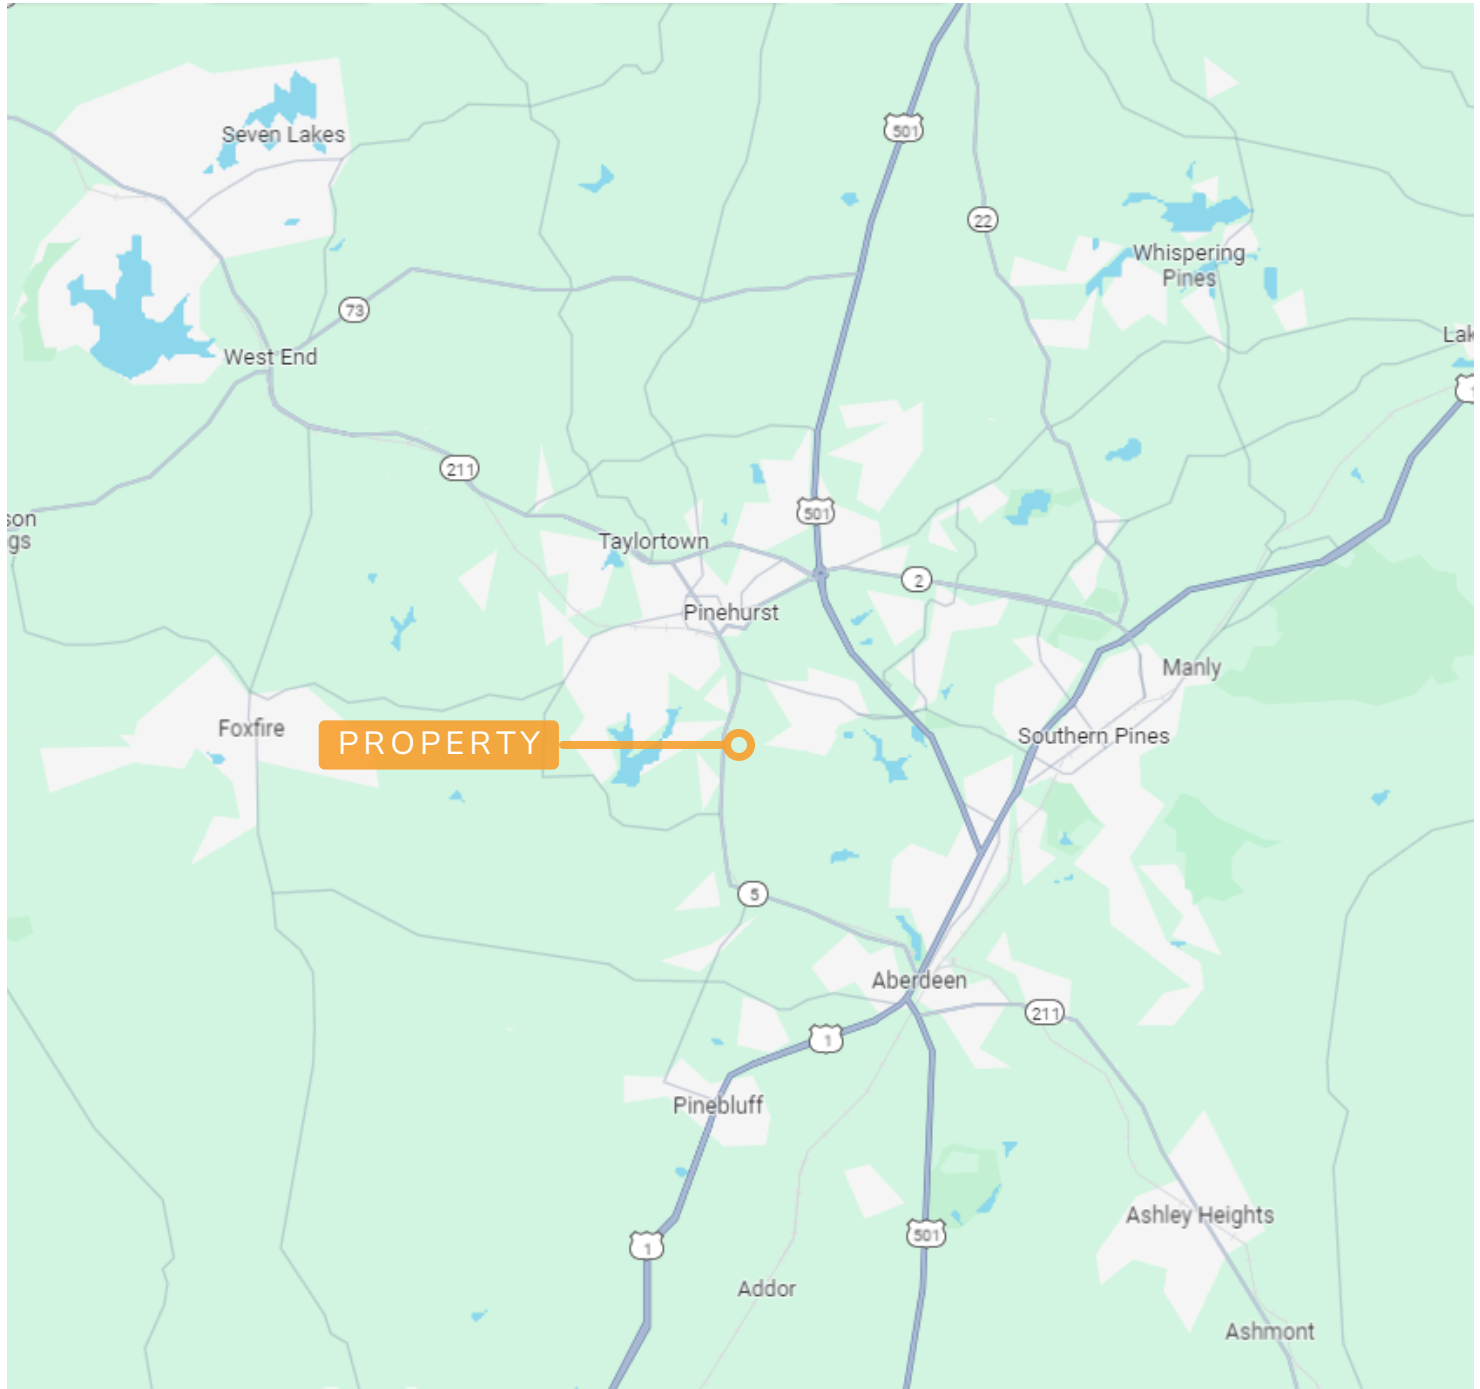 501
Seven Lakes
22
Whispering
Pines
73
Lak
West End
1
211
501
son
gs
Taylortown
2
Pinehurst
Manly
Foxfire
PROPERTY
Southern Pines
5
Aberdeen
211
1
Pinebluff
Ashley Heights
501
1
Addor
Ashmont